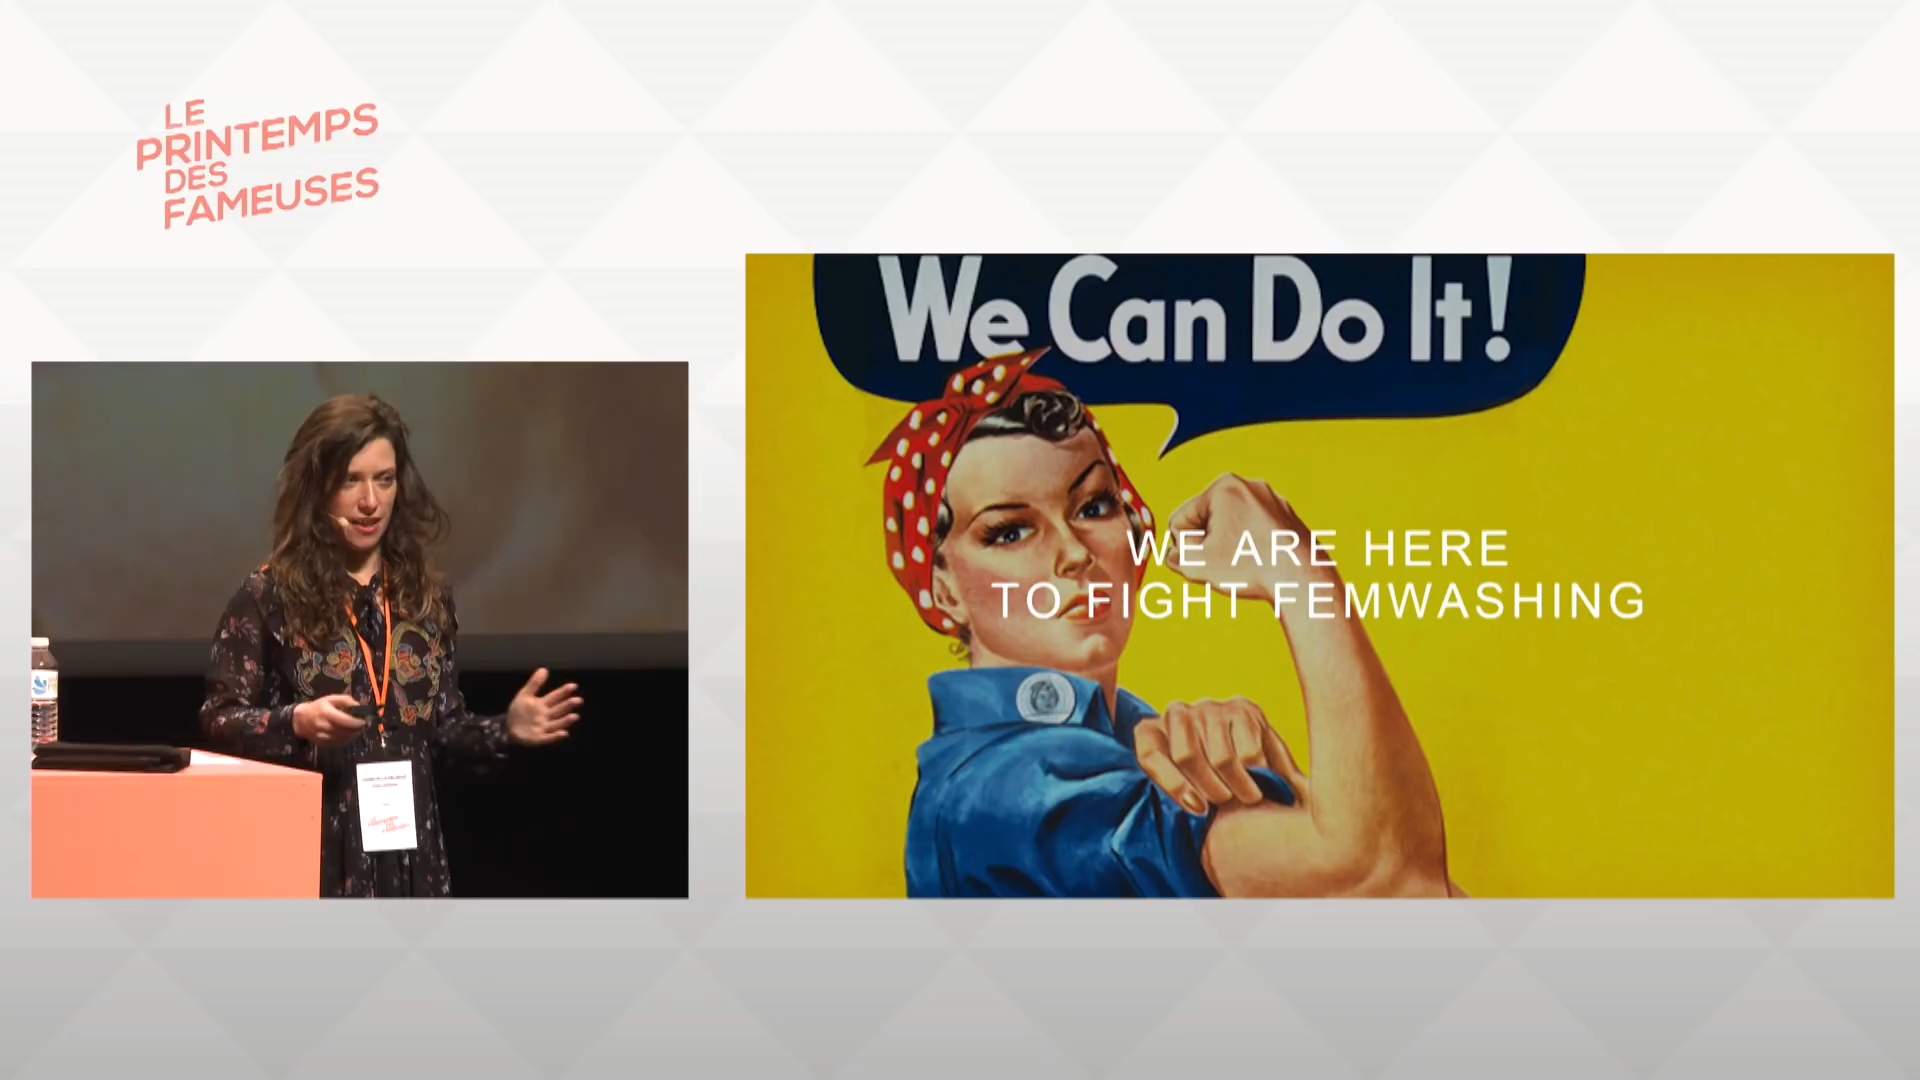 LE
PRINTEMPS
DES
FAMEUSES
We Can Do It!
WE ARE HERE
TO FIGHT FEMWASHING